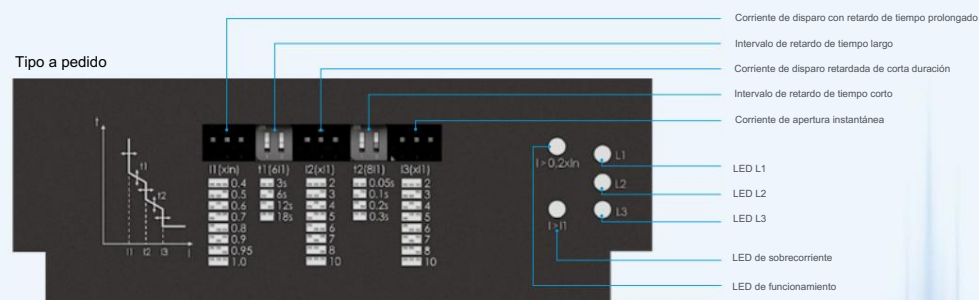 Corriente de disparo con retardo de tiempo prolongado
Intervalo de retardo de tiempo largo
Tipo a pedido
Corriente de disparo retardada de corta duración
Intervalo de retardo de tiempo corto
Corriente de apertura instantánea
t
t1
t2
I1 I2 I3 I
I1(xIn) t1(6I1) I2(xI1) t2(8I1) I3(xI1)
0.4 3s 2 0.05s 2
0.5 6s 3 0.1s 3
0.6 12s 4 0.2s 4
0.7 18s 5 0.3s 5
0.8 6 6
0.9 7 7
0.95 8 8
1.0 10 10
I>0,2xIn
L1
L2
L3
I>I1
LED L1
LED L2
LED L3
LED de sobrecorriente
LED de funcionamiento